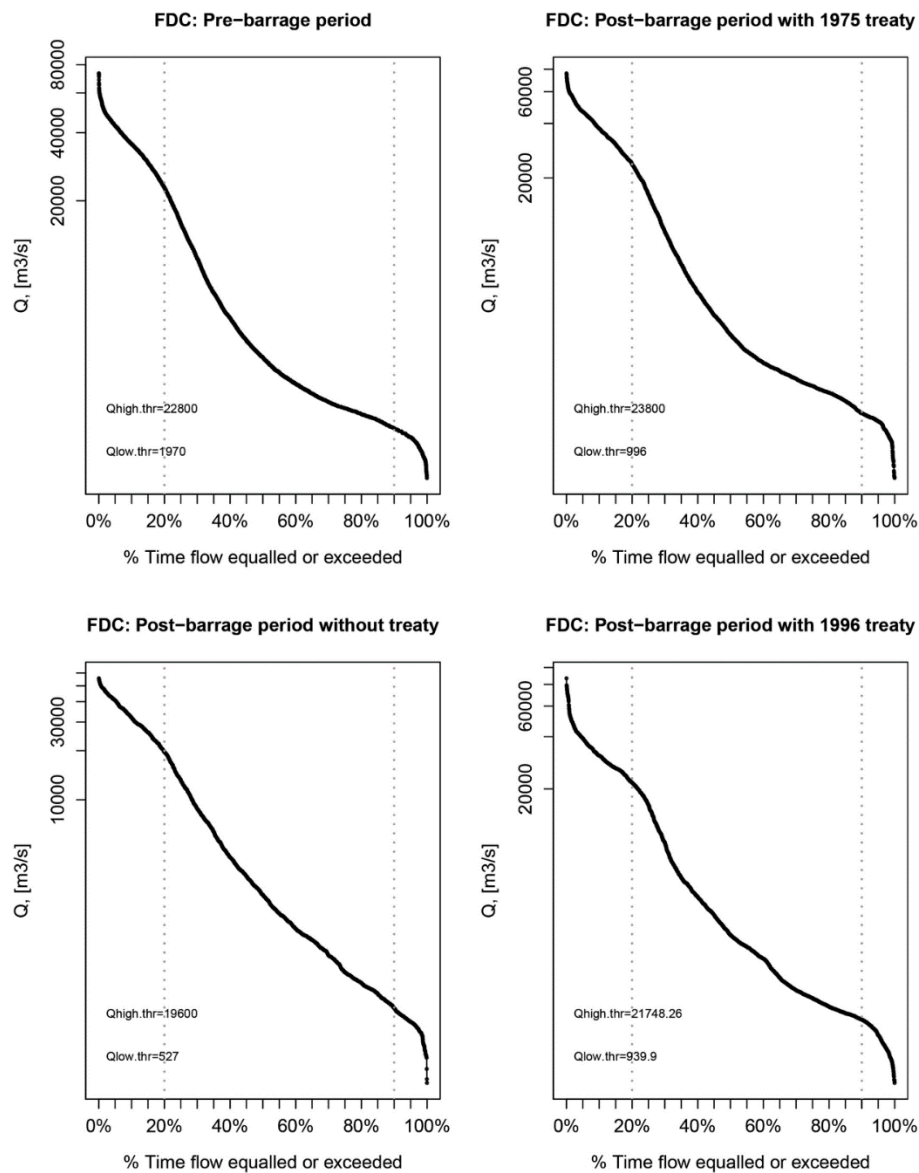 FDC: Pre−barrage period
80000
40000
20000
Q, [m3/s]
Qhigh.thr=22800
Qlow.thr=1970
0% 20% 40% 60% 80% 100%
% Time flow equalled or exceeded
FDC: Post−barrage period with 1975 treaty
60000
20000
Q, [m3/s]
Qhigh.thr=23800
Qlow.thr=996
0% 20% 40% 60% 80% 100%
% Time flow equalled or exceeded
FDC: Post−barrage period without treaty
30000
10000
Q, [m3/s]
Qhigh.thr=19600
Qlow.thr=527
0% 20% 40% 60% 80% 100%
% Time flow equalled or exceeded
FDC: Post−barrage period with 1996 treaty
60000
20000
Q, [m3/s]
Qhigh.thr=21748.26
Qlow.thr=939.9
0% 20% 40% 60% 80% 100%
% Time flow equalled or exceeded